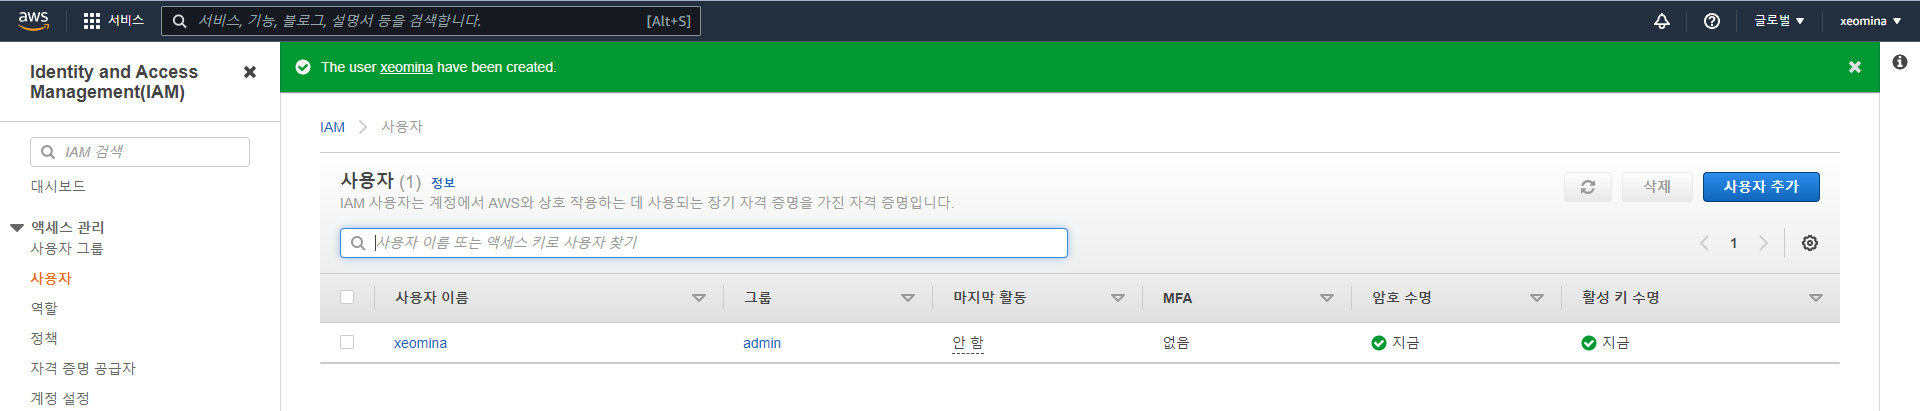 aws
서비스
서비스, 기능, 블로그, 설명서 등을 검색합니다.
[Alt+S]
글로벌
xeomina
Identity and Access
Management(IAM)
IAM 검색
대시보드
액세스 관리
사용자 그룹
사용자
역할
정책
자격 증명 공급자
계정 설정
The user xeomina have been created.
IAM
사용자
사용자 (1) 정보
IAM 사용자는 계정에서 AWS와 상호 작용하는 데 사용되는 장기 자격 증명을 가진 자격 증명입니다.
삭제
사용자 추가
사용자 이름 또는 액세스 키로 사용자 찾기
1
사용자 이름 그룹 마지막 활동 MFA 암호 수명 활성 키 수명
xeomina admin 안 함 없음 지금 지금